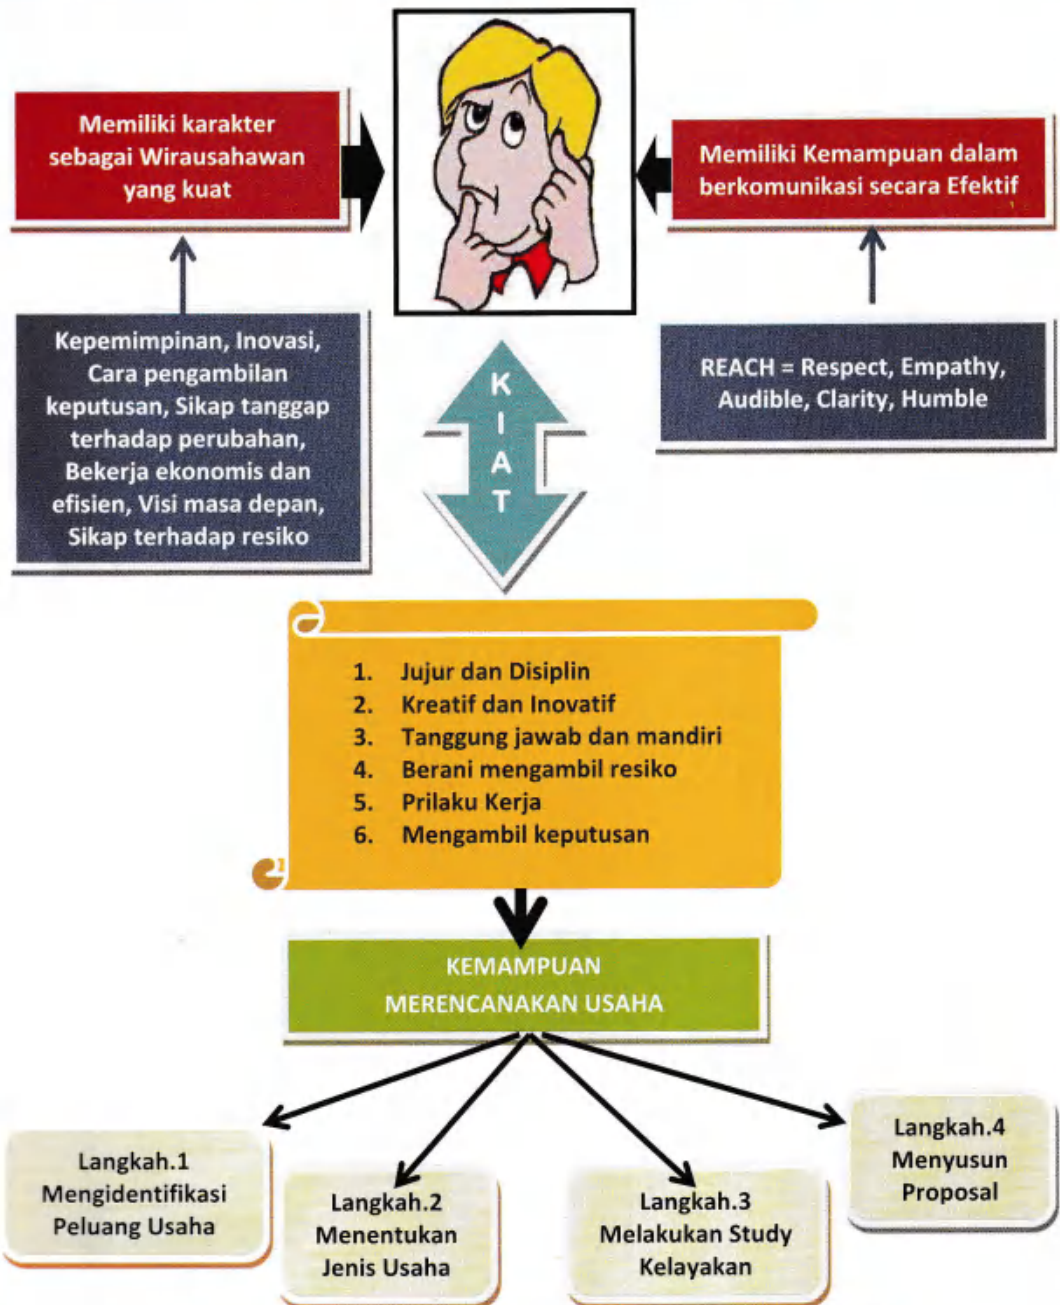 Memiliki karakter
sebagai Wirausahawan
yang kuat
Memiliki Kemampuan dalam
berkomunikasi secara Efektif
Kepemimpinan, Inovasi,
Cara pengambilan
keputusan, Sikap tanggap
terhadap perubahan,
Bekerja ekonomis dan
efisien, Visi masa depan,
Sikap terhadap resiko
REACH = Respect, Empathy,
Audible, Clarity, Humble
K
I
A
T
1. Jujur dan Disiplin
2. Kreatif dan Inovatif
3. Tanggung jawab dan mandiri
4. Berani mengambil resiko
5. Prilaku Kerja
6. Mengambil keputusan
KEMAMPUAN
MERENCANAKAN USAHA
Langkah.1
Mengidentifikasi
Peluang Usaha
Langkah.2
Menentukan
Jenis Usaha
Langkah.3
Melakukan Study
Kelayakan
Langkah.4
Menyusun
Proposal